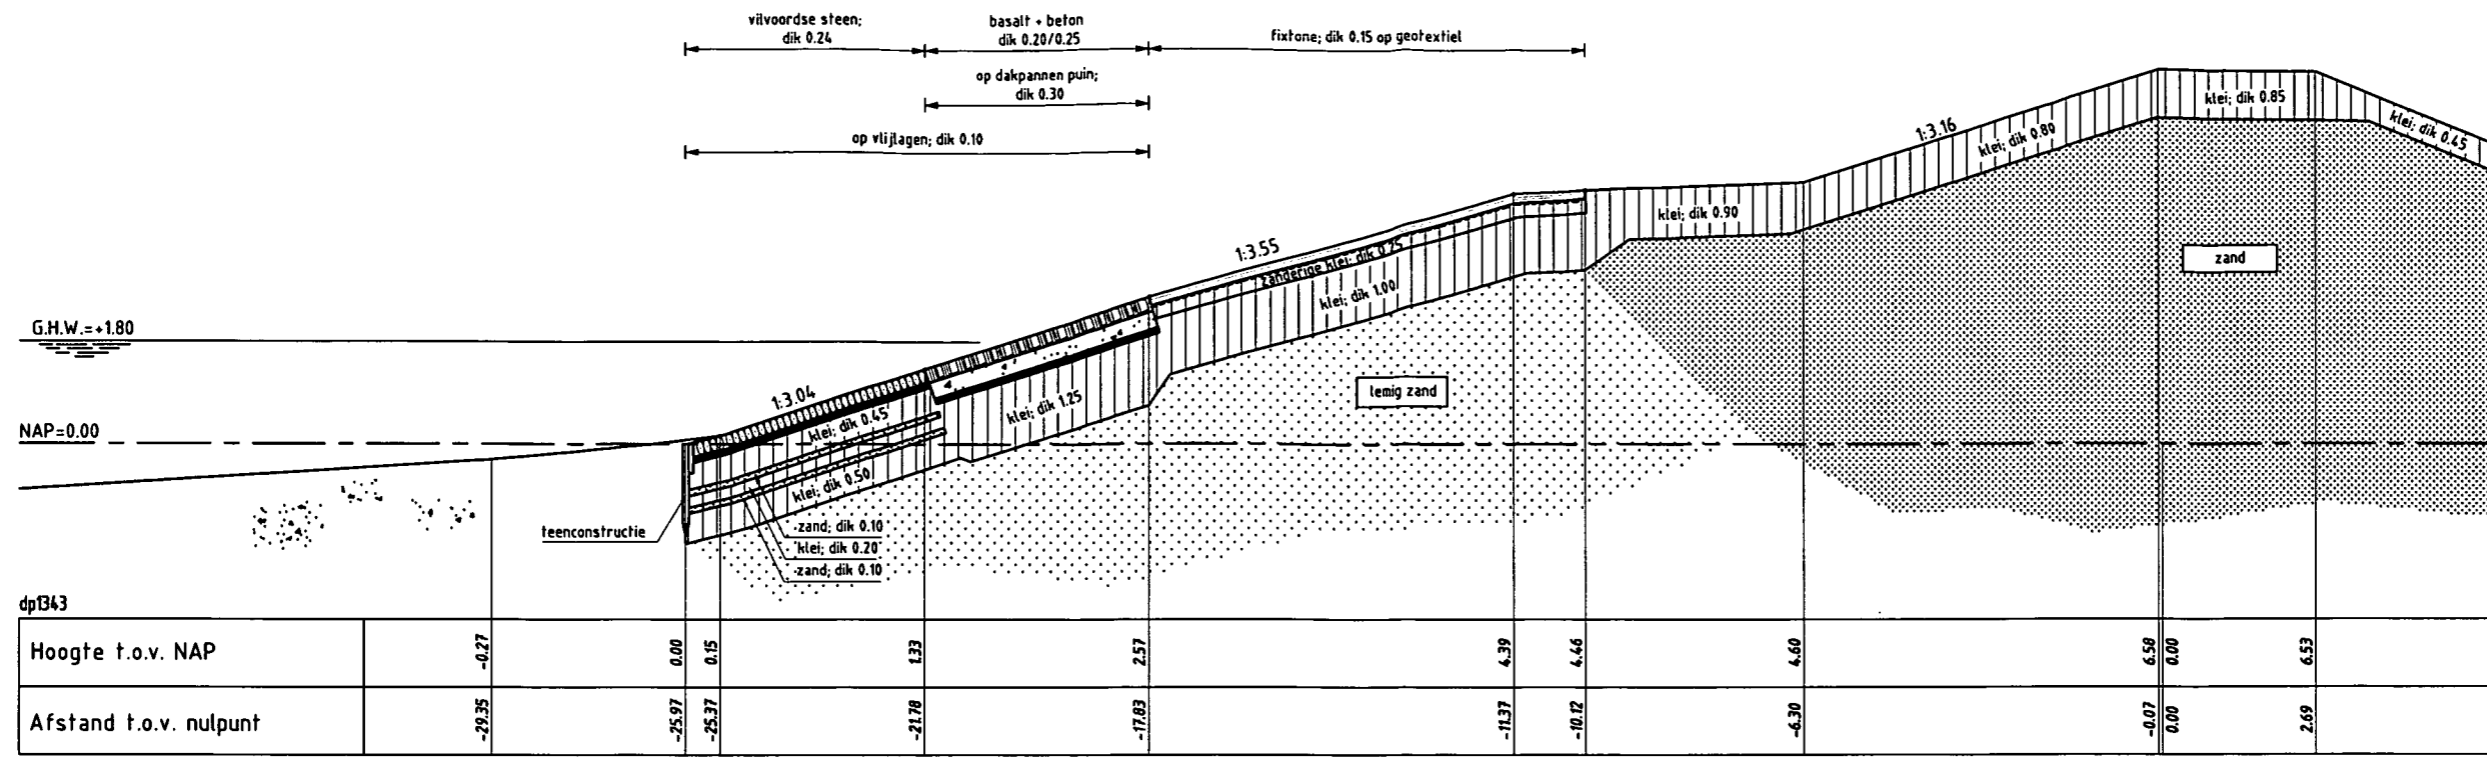 vilvoordse steen;
dik 0.24
basalt + beton
dik 0.20/0.25
fixtone; dik 0.15 op geotextiel
op dakpannen puin;
dik 0.30
op vlijlagen; dik 0.10
klei; dik 0.85
klei; dik 0.45
1:3.16
klei; dik 0.80
klei; dik 0.90
zand
1:3.55
zanderige klei; dik 0.25
klei; dik 1.00
G.H.W.=+1.80
lemig zand
1:3.04
klei; dik 1.25
klei; dik 0.45
NAP=0.00
klei; dik 0.50
teenconstructie
zand; dik 0.10
klei; dik 0.20
zand; dik 0.10
dp1343
Hoogte t.o.v. NAP -0.27 0.00 0.15 1.33 2.57 4.39 4.46 4.60 6.58 0.00 6.53
Afstand t.o.v. nulpunt -29.35 -25.97 -25.37 -21.78 -17.83 -11.37 -10.12 -6.30 -0.07 0.00 2.69